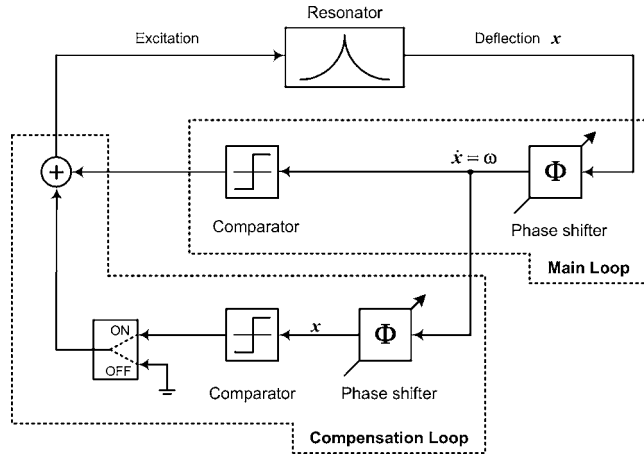 Resonator
Excitation
Deflection x
ẋ = ω
Φ
Comparator
Phase shifter
Main Loop
+
ON
OFF
x
Φ
Comparator
Phase shifter
Compensation Loop